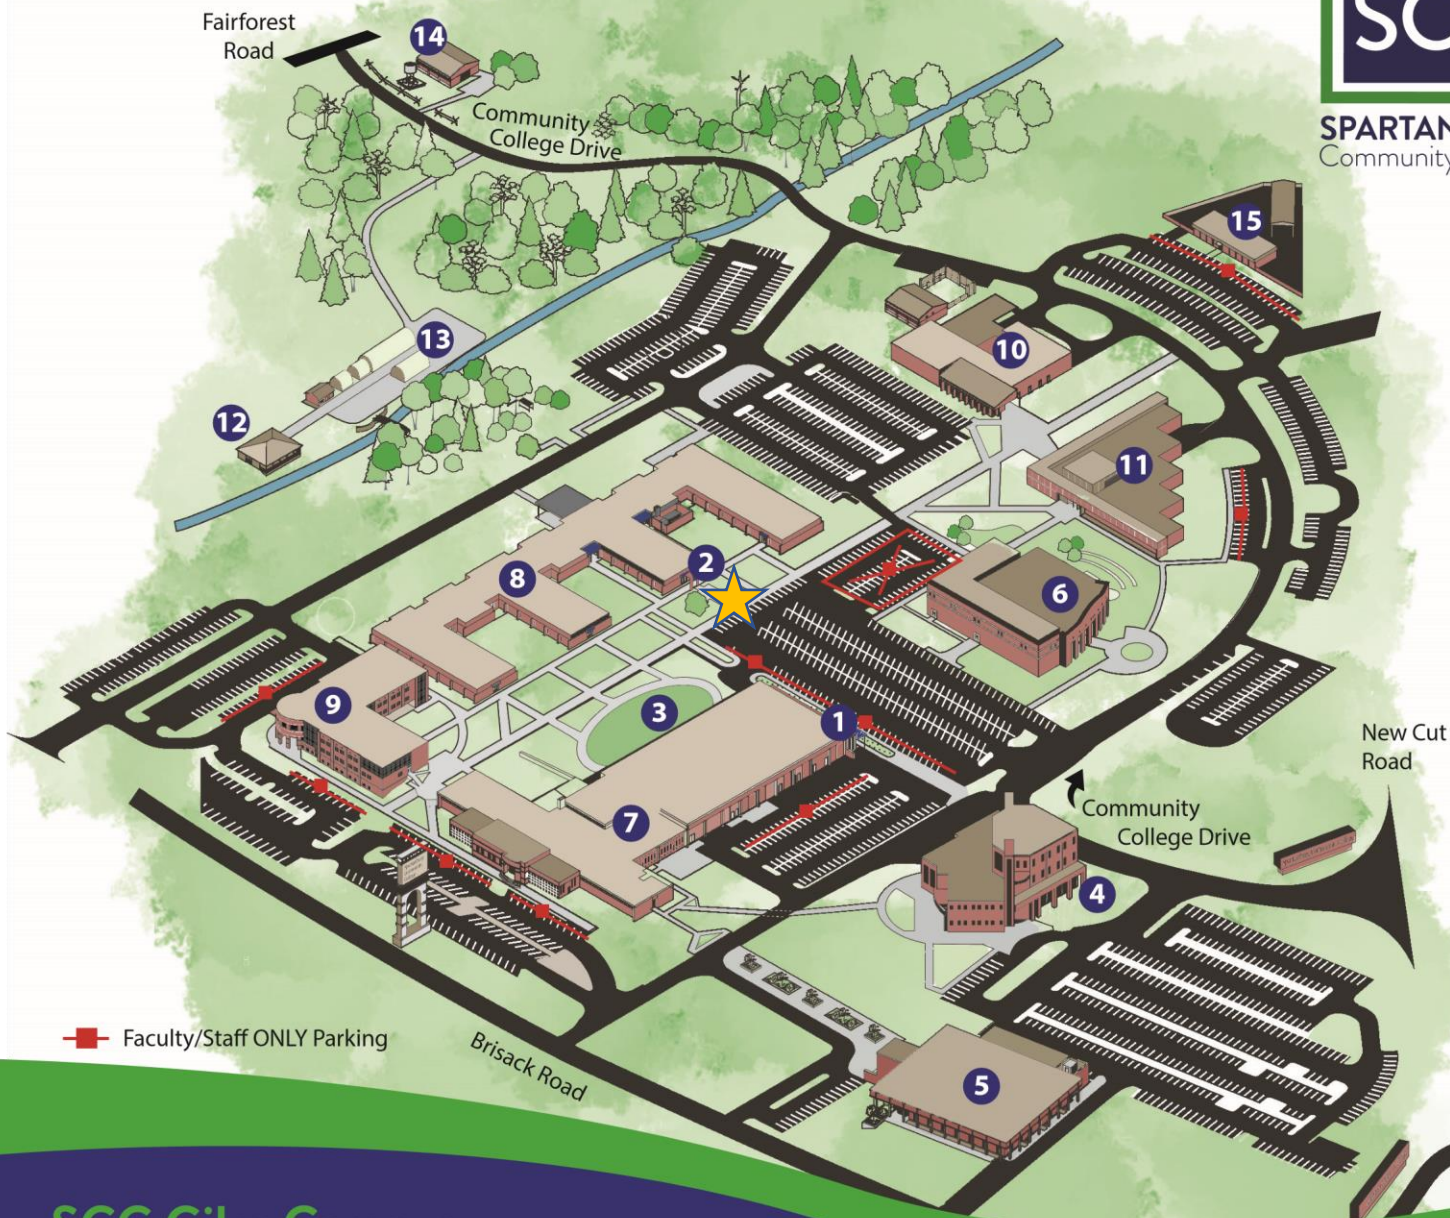 Fairforest
Road
14
SC
SPARTAN
Community
Community
College Drive
15
13
10
12
11
2
8
6
9
3
1
New Cut
Road
7
Community
College Drive
4
Faculty/Staff ONLY Parking
Brisack Road
5